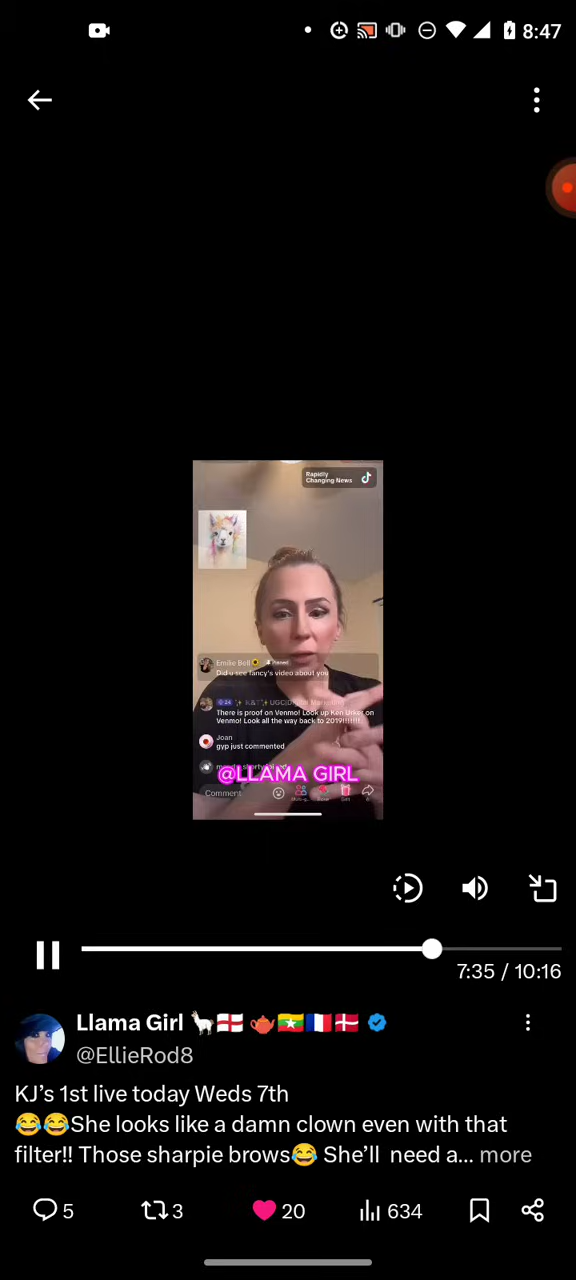 8:47
Rapidly
Changing News
Emilie Bell Pinned
Did u see fancy's video about you
There is proof on Venmo! Look up Ken Urker on
Venmo! Look all the way back to 2019!!!!!!!!
Joan
gyp just commented
@LLAMA GIRL
Comment
7:35 / 10:16
Llama Girl 🦙🏴󠁧󠁢󠁥󠁮󠁧󠁿 🫖🇲🇲🇫🇷🇩🇰
@EllieRod8
KJ’s 1st live today Weds 7th
😂😂She looks like a damn clown even with that
filter!! Those sharpie brows😂 She’ll need a... more
5 3 20 634